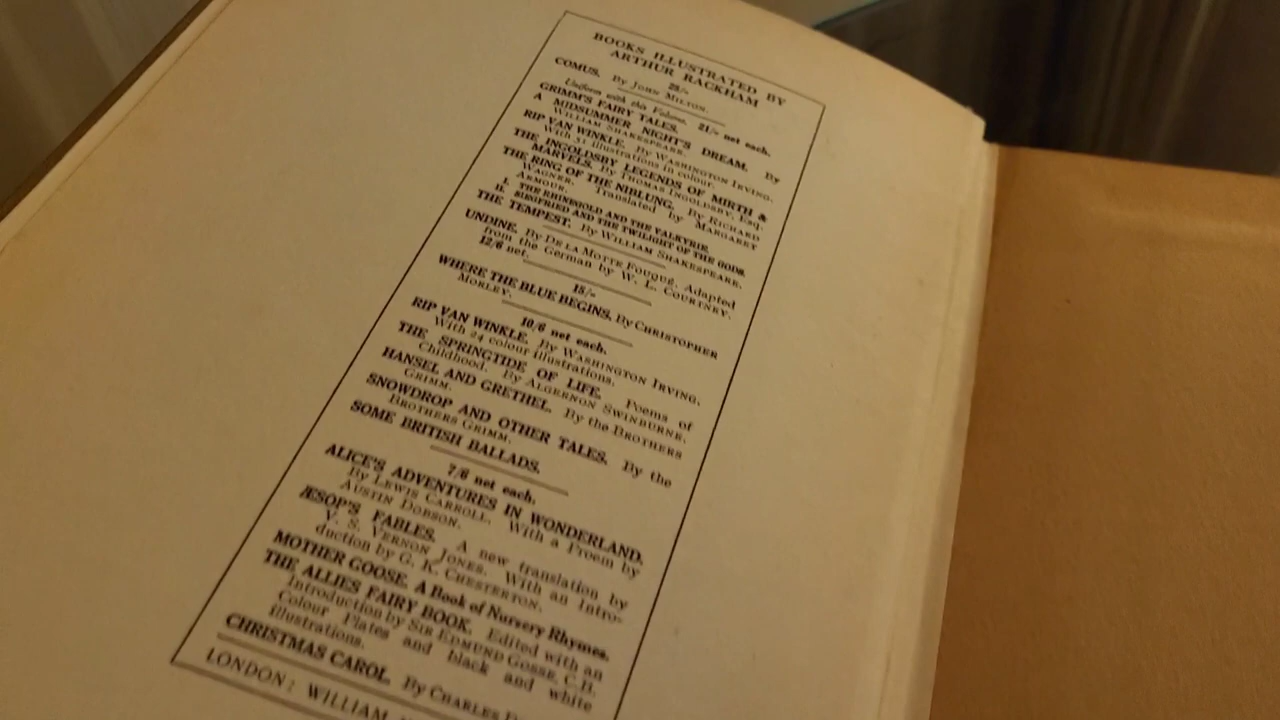 BOOKS ILLUSTRATED BY
ARTHUR RACKHAM
25/-
COMUS. By JOHN MILTON.
Uniform with this Volume. 21/- net each.
GRIMM'S FAIRY TALES.
A MIDSUMMER NIGHT'S DREAM. By
WILLIAM SHAKESPEARE.
RIP VAN WINKLE. By WASHINGTON IRVING.
With 51 illustrations in colour.
THE INGOLDSBY LEGENDS OF MIRTH &
MARVELS. By THOMAS INGOLDSBY, Esq.
THE RING OF THE NIBLUNG. By RICHARD
WAGNER. Translated by MARGARET
ARMOUR.
I. THE RHINEGOLD AND THE VALKYRIE.
II. SIEGFRIED AND THE TWILIGHT OF THE GODS.
THE TEMPEST. By WILLIAM SHAKESPEARE.
UNDINE. By DE LA MOTTE FOUQUÉ. Adapted
from the German by W. L. COURTNEY.
12/6 net.
15/-
WHERE THE BLUE BEGINS. By CHRISTOPHER
MORLEY.
10/6 net each.
RIP VAN WINKLE. By WASHINGTON IRVING.
With 24 colour illustrations.
THE SPRINGTIDE OF LIFE. Poems of
Childhood. By ALGERNON SWINBURNE.
HANSEL AND GRETHEL. By the BROTHERS
GRIMM.
SNOWDROP AND OTHER TALES. By the
BROTHERS GRIMM.
SOME BRITISH BALLADS.
7/6 net each.
ALICE'S ADVENTURES IN WONDERLAND.
By LEWIS CARROLL. With a Proem by
AUSTIN DOBSON.
ÆSOP'S FABLES. A new translation by
V. S. VERNON JONES. With an Intro-
duction by G. K. CHESTERTON.
MOTHER GOOSE. A Book of Nursery Rhymes.
THE ALLIES FAIRY BOOK. Edited with an
Introduction by SIR EDMUND GOSSE, C.B.
Colour Plates and black and white
illustrations.
CHRISTMAS CAROL. By CHARLES
LONDON: WILLIAM